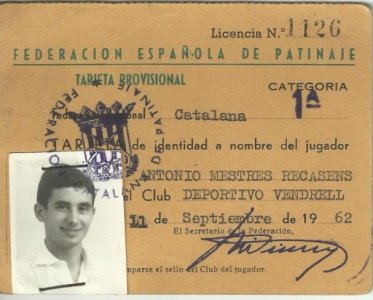 Licencia N.º 1126
FEDERACION ESPAÑOLA DE PATINAJE
TARJETA PROVISIONAL
CATEGORIA
1ª
Catalana
TARJETA de identidad a nombre del jugador
ANTONIO MESTRES RECASENS
del Club DEPORTIVO VENDRELL
11 de Septiembre de 1962
El Secretario de la Federación,
estamparse el sello del Club del jugador.